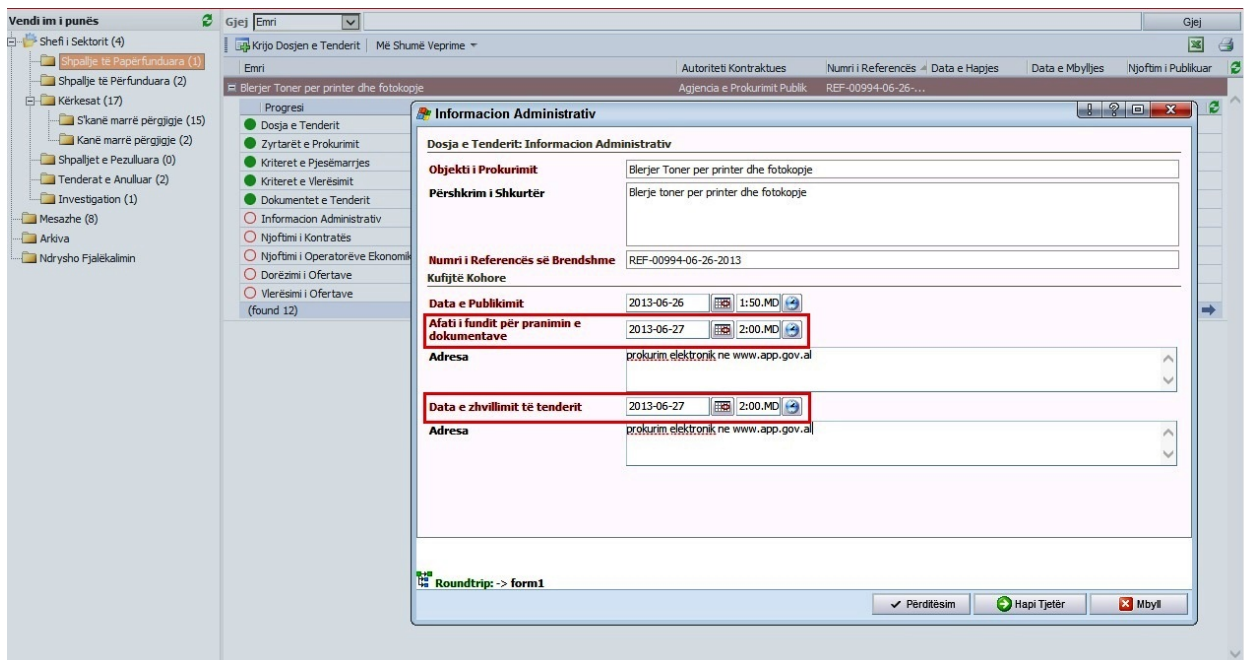 Vendi im i punës
Shefi i Sektorit (4)
Shpallje të Papërfunduara (1)
Shpallje të Përfunduara (2)
Kërkesat (17)
S'kanë marrë përgjigje (15)
Kanë marrë përgjigje (2)
Shpalljet e Pezulluara (0)
Tenderat e Anulluar (2)
Investigation (1)
Mesazhe (8)
Arkiva
Ndrysho Fjalëkalimin
Gjej Emri Gjej
Krijo Dosjen e Tenderit Më Shumë Veprime
Emri Autoriteti Kontraktues Numri i Referencës Data e Hapjes Data e Mbylljes Njoftim i Publikuar
Blerjer Toner per printer dhe fotokopje Agjencia e Prokurimit Publik REF-00994-06-26-...
Progresi
Dosja e Tenderit
Zyrtarët e Prokurimit
Kriteret e Pjesëmarrjes
Kriteret e Vlerësimit
Dokumentet e Tenderit
Informacion Administrativ
Njoftimi i Kontratës
Njoftimi i Operatorëve Ekonomik
Dorëzimi i Ofertave
Vlerësimi i Ofertave
(found 12)
Informacion Administrativ
Dosja e Tenderit: Informacion Administrativ
Objekti i Prokurimit Blerjer Toner per printer dhe fotokopje
Përshkrim i Shkurtër Blerje toner per printer dhe fotokopje
Numri i Referencës së Brendshme REF-00994-06-26-2013
Kufijtë Kohore
Data e Publikimit 2013-06-26 1:50.MD
Afati i fundit për pranimin e
dokumentave 2013-06-27 2:00.MD
Adresa prokurim elektronik ne www.app.gov.al
Data e zhvillimit të tenderit 2013-06-27 2:00.MD
Adresa prokurim elektronik ne www.app.gov.al
Roundtrip: -> form1
Përditësim Hapi Tjetër Mbyll